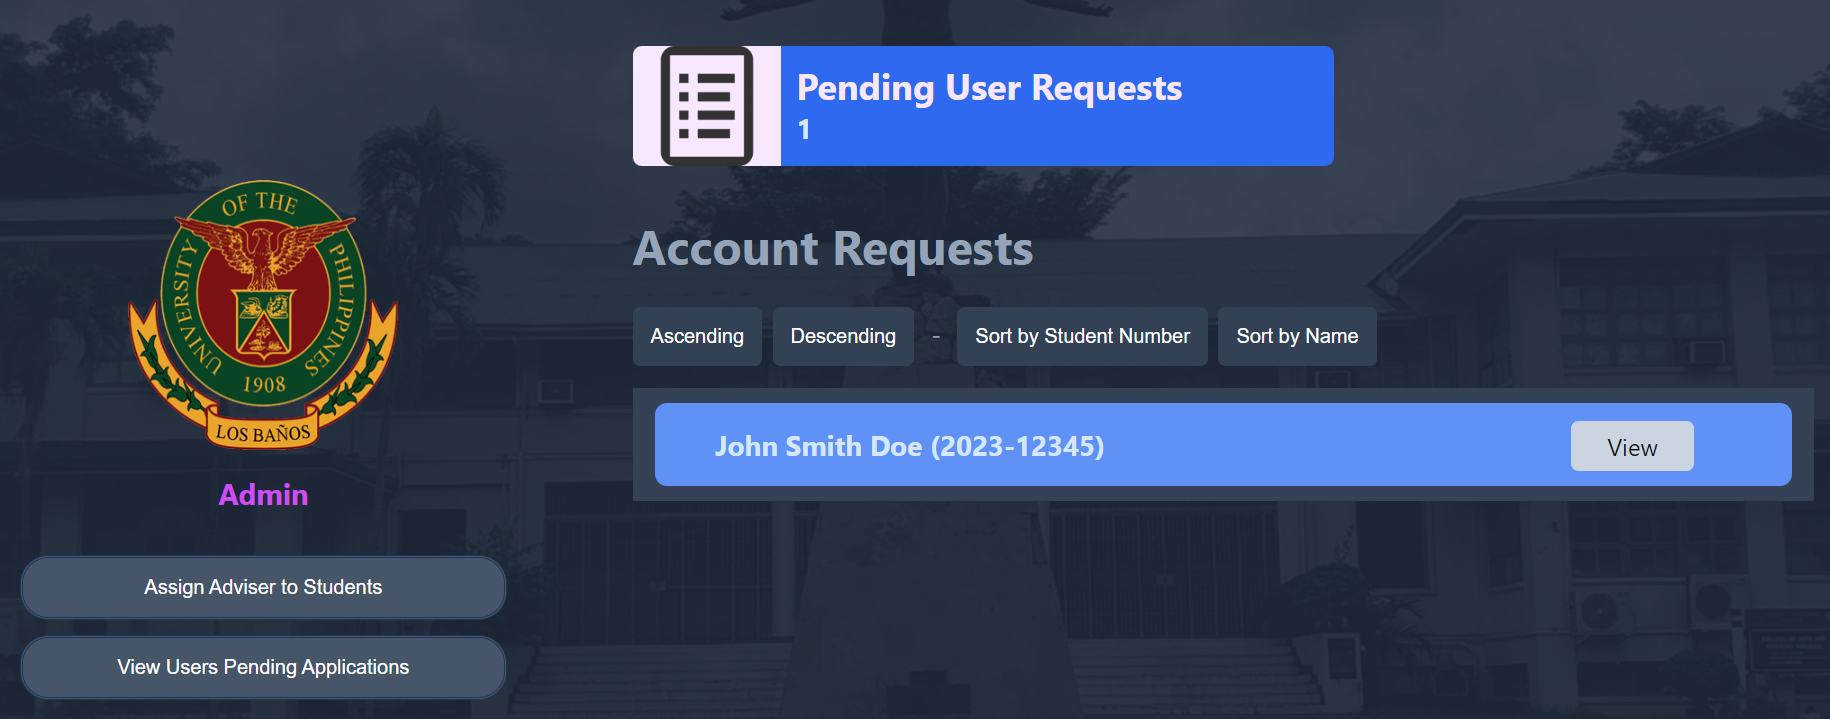 UNIVERSITY OF THE PHILIPPINES
1908
LOS BAÑOS
Admin
Assign Adviser to Students
View Users Pending Applications
Pending User Requests
1
Account Requests
Ascending Descending - Sort by Student Number Sort by Name
John Smith Doe (2023-12345) View